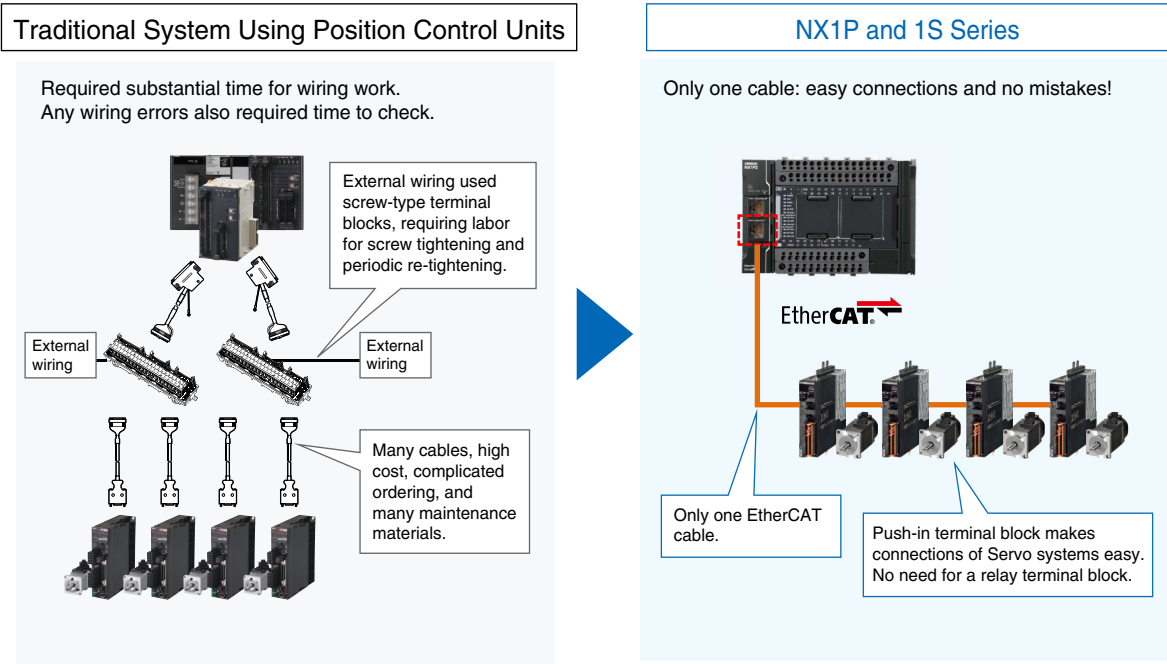 Traditional System Using Position Control Units
Required substantial time for wiring work.
Any wiring errors also required time to check.
External wiring used
screw-type terminal
blocks, requiring labor
for screw tightening and
periodic re-tightening.
External
wiring
External
wiring
Many cables, high
cost, complicated
ordering, and
many maintenance
materials.
NX1P and 1S Series
Only one cable: easy connections and no mistakes!
NX1P2
EtherCAT®
Only one EtherCAT
cable.
Push-in terminal block makes
connections of Servo systems easy.
No need for a relay terminal block.